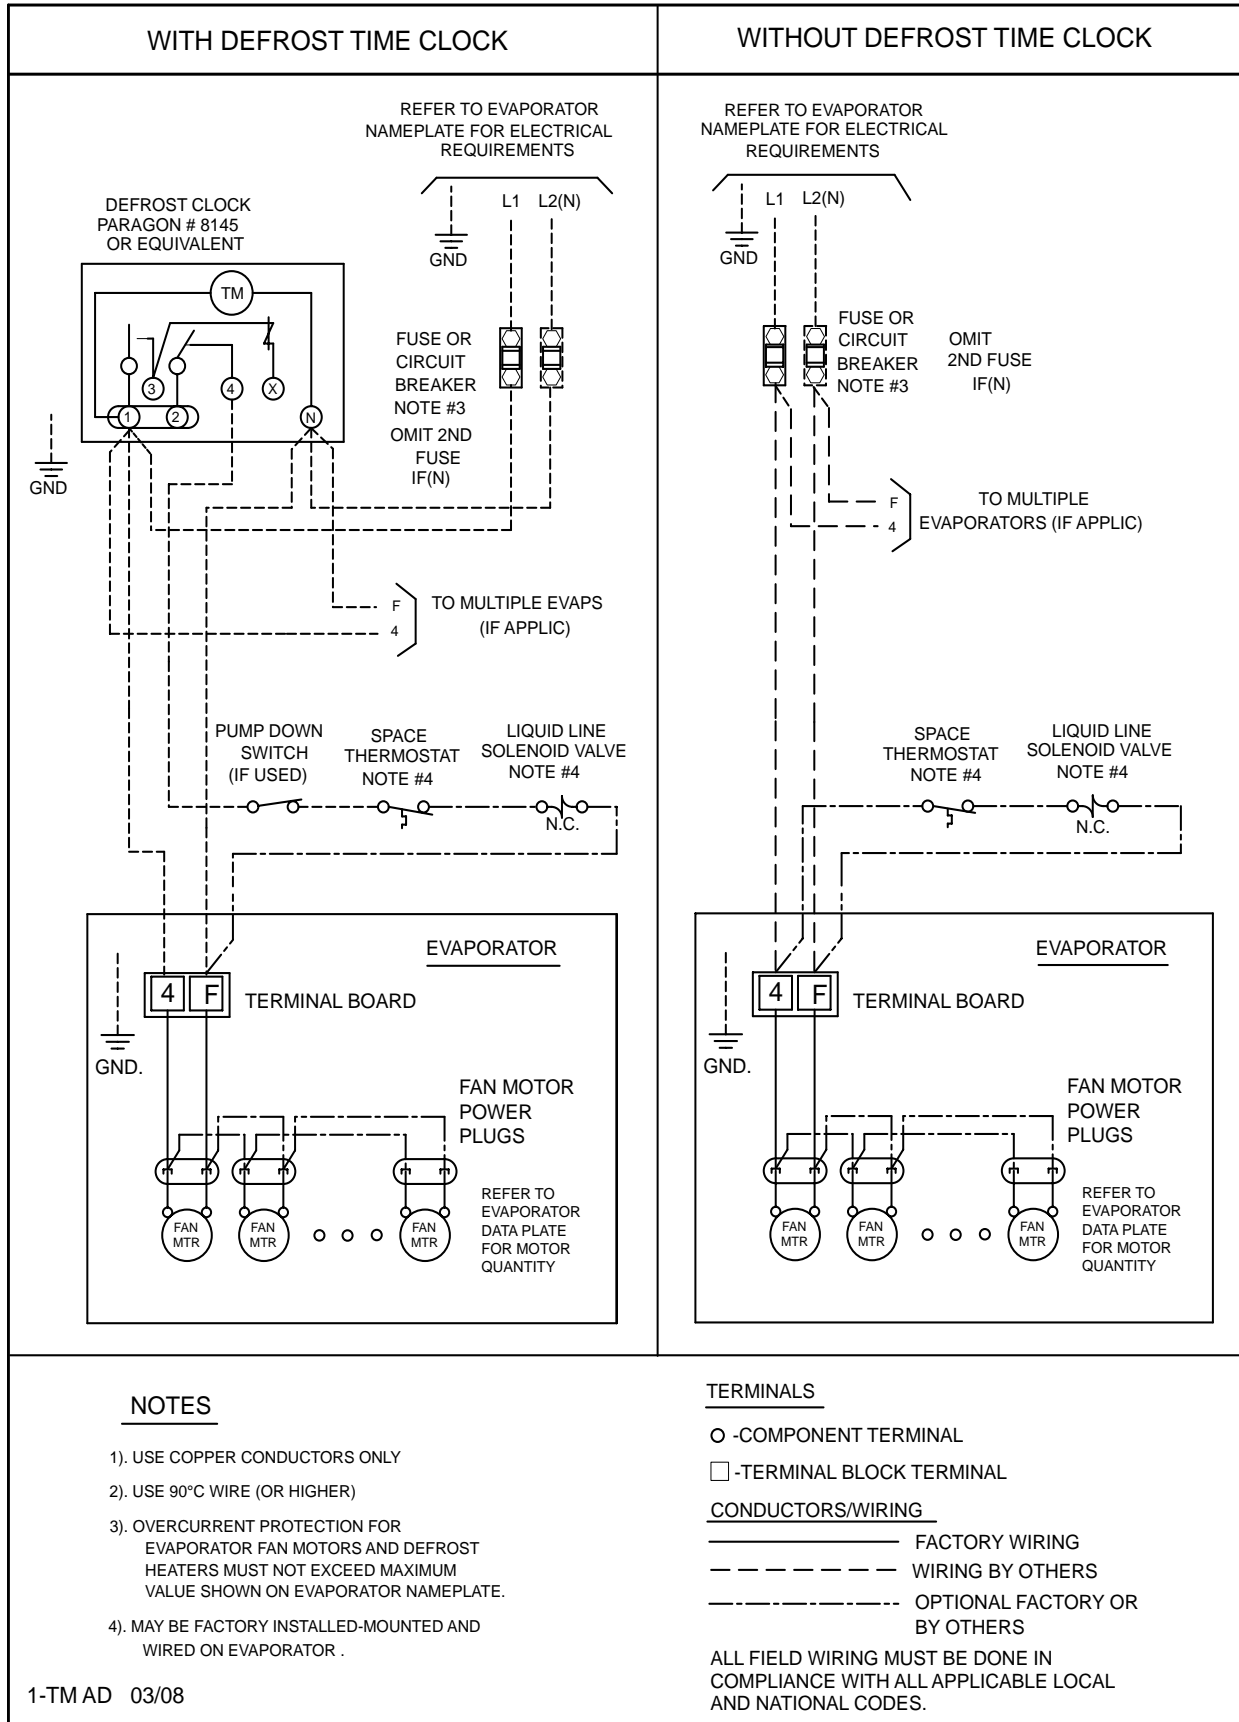 WITH DEFROST TIME CLOCK
REFER TO EVAPORATOR
NAMEPLATE FOR ELECTRICAL
REQUIREMENTS
L1 L2(N)
GND
DEFROST CLOCK
PARAGON # 8145
OR EQUIVALENT
TM
3
4
X
1
2
N
GND
FUSE OR
CIRCUIT
BREAKER
NOTE #3
OMIT 2ND
FUSE
IF(N)
F
4
TO MULTIPLE EVAPS
(IF APPLIC)
PUMP DOWN
SWITCH
(IF USED)
SPACE
THERMOSTAT
NOTE #4
LIQUID LINE
SOLENOID VALVE
NOTE #4
N.C.
EVAPORATOR
4 F
TERMINAL BOARD
GND.
FAN MOTOR
POWER
PLUGS
FAN
MTR
FAN
MTR
FAN
MTR
REFER TO
EVAPORATOR
DATA PLATE
FOR MOTOR
QUANTITY
WITHOUT DEFROST TIME CLOCK
REFER TO EVAPORATOR
NAMEPLATE FOR ELECTRICAL
REQUIREMENTS
L1 L2(N)
GND
FUSE OR
CIRCUIT
BREAKER
NOTE #3
OMIT
2ND FUSE
IF(N)
F
4
TO MULTIPLE
EVAPORATORS (IF APPLIC)
SPACE
THERMOSTAT
NOTE #4
LIQUID LINE
SOLENOID VALVE
NOTE #4
N.C.
EVAPORATOR
4 F
TERMINAL BOARD
GND.
FAN MOTOR
POWER
PLUGS
FAN
MTR
FAN
MTR
FAN
MTR
REFER TO
EVAPORATOR
DATA PLATE
FOR MOTOR
QUANTITY
NOTES
1). USE COPPER CONDUCTORS ONLY
2). USE 90°C WIRE (OR HIGHER)
3). OVERCURRENT PROTECTION FOR
EVAPORATOR FAN MOTORS AND DEFROST
HEATERS MUST NOT EXCEED MAXIMUM
VALUE SHOWN ON EVAPORATOR NAMEPLATE.
4). MAY BE FACTORY INSTALLED-MOUNTED AND
WIRED ON EVAPORATOR .
1-TM AD 03/08
TERMINALS
-COMPONENT TERMINAL
-TERMINAL BLOCK TERMINAL
CONDUCTORS/WIRING
FACTORY WIRING
WIRING BY OTHERS
OPTIONAL FACTORY OR
BY OTHERS
ALL FIELD WIRING MUST BE DONE IN
COMPLIANCE WITH ALL APPLICABLE LOCAL
AND NATIONAL CODES.